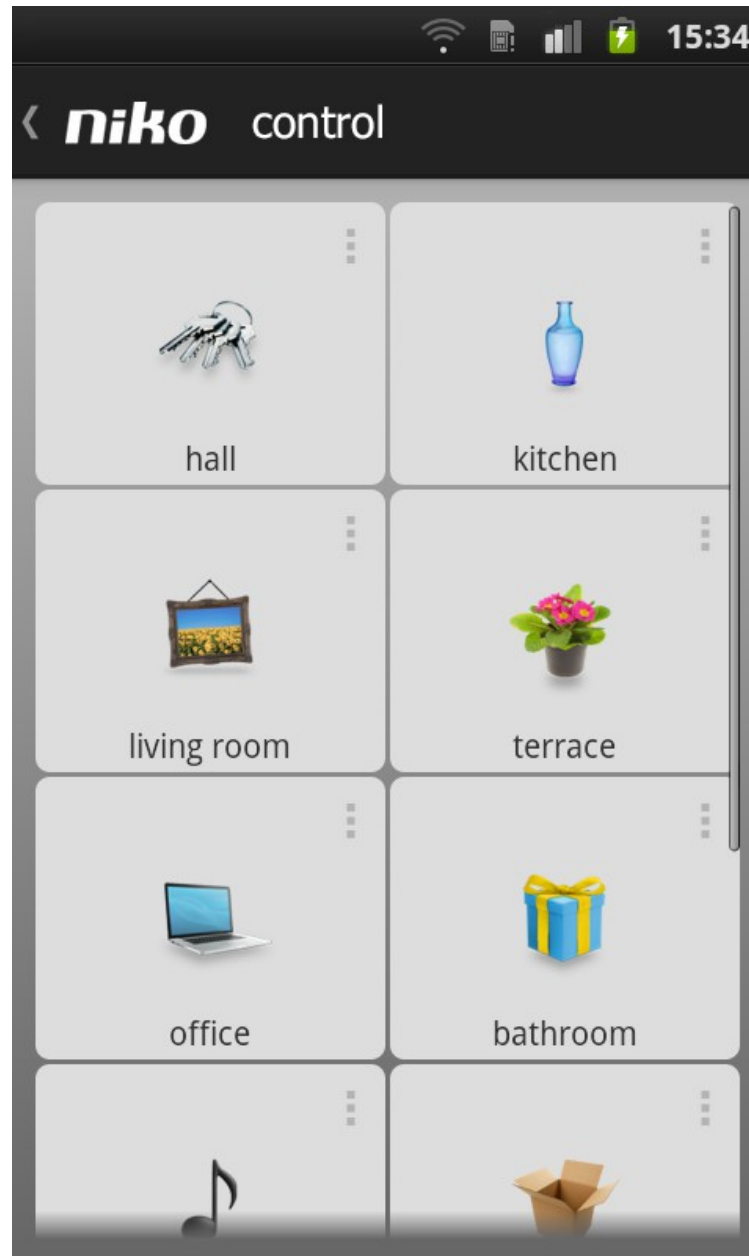 15:34
niko control
hall kitchen
living room terrace
office bathroom